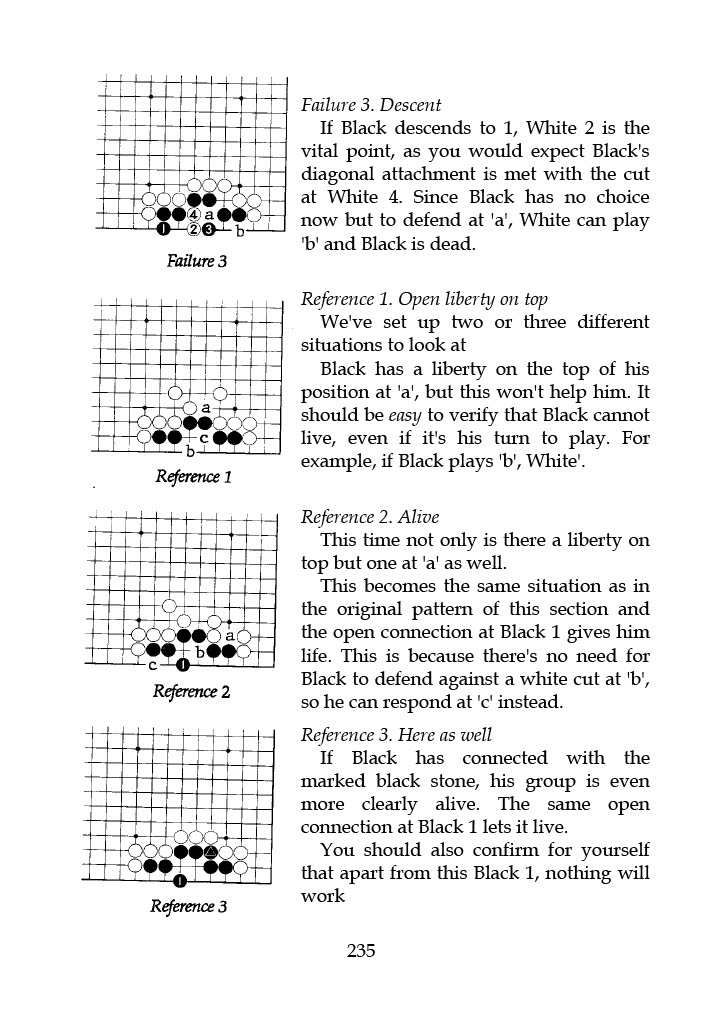 Failure 3. Descent
If Black descends to 1, White 2 is the
vital point, as you would expect Black's
diagonal attachment is met with the cut
at White 4. Since Black has no choice
now but to defend at 'a', White can play
'b' and Black is dead.
4 a
1 2 3 b
Failure 3
Reference 1. Open liberty on top
We've set up two or three different
situations to look at
Black has a liberty on the top of his
position at 'a', but this won't help him. It
should be easy to verify that Black cannot
live, even if it's his turn to play. For
example, if Black plays 'b', White'.
a
c
b
Reference 1
Reference 2. Alive
This time not only is there a liberty on
top but one at 'a' as well.
This becomes the same situation as in
the original pattern of this section and
the open connection at Black 1 gives him
life. This is because there's no need for
Black to defend against a white cut at 'b',
so he can respond at 'c' instead.
a
b
c 1
Reference 2
Reference 3. Here as well
If Black has connected with the
marked black stone, his group is even
more clearly alive. The same open
connection at Black 1 lets it live.
You should also confirm for yourself
that apart from this Black 1, nothing will
work
1
Reference 3
235